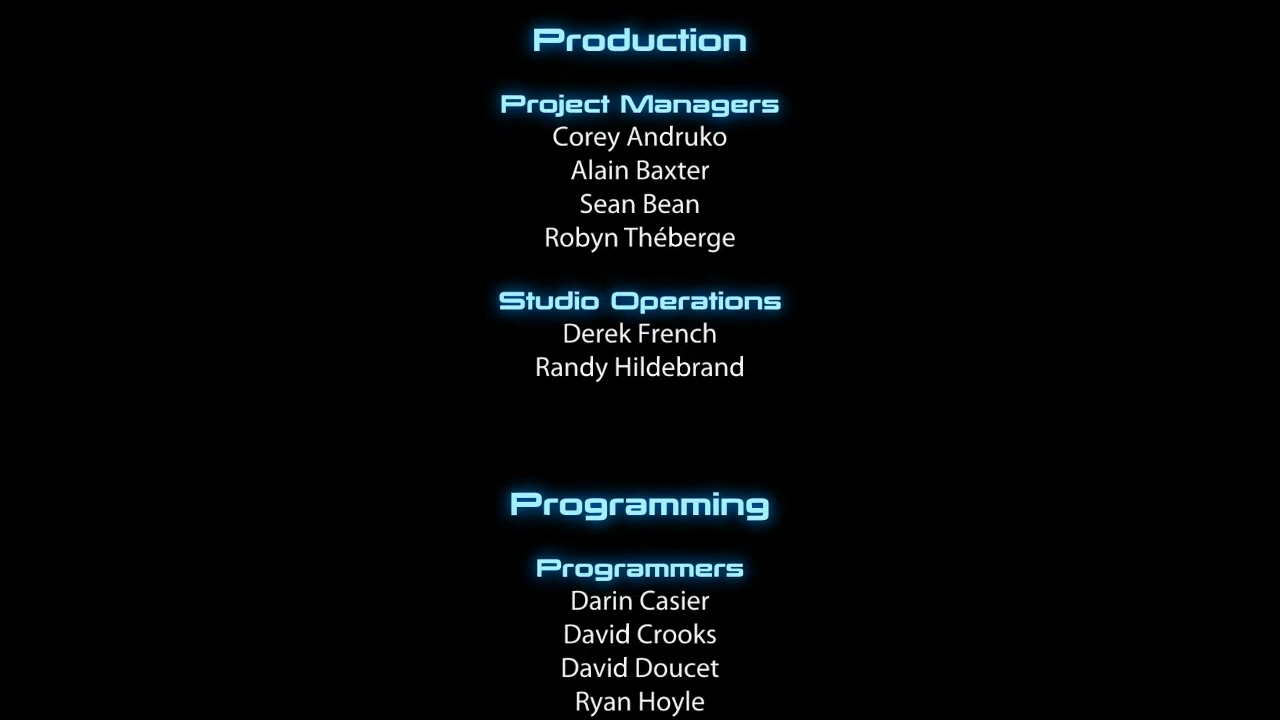 Production
Project Managers
Corey Andruko
Alain Baxter
Sean Bean
Robyn Théberge
Studio Operations
Derek French
Randy Hildebrand
Programming
Programmers
Darin Casier
David Crooks
David Doucet
Ryan Hoyle